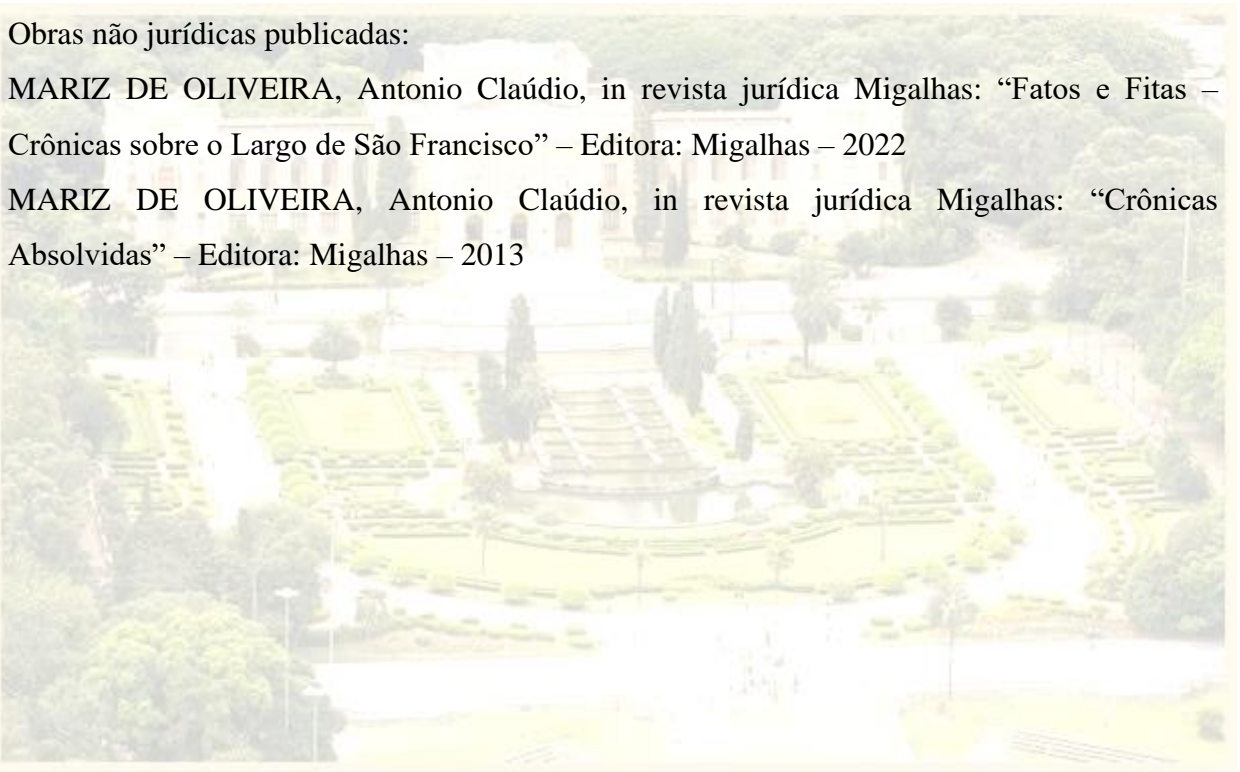 Obras não jurídicas publicadas:
MARIZ DE OLIVEIRA, Antonio Claúdio, in revista jurídica Migalhas: “Fatos e Fitas –
Crônicas sobre o Largo de São Francisco” – Editora: Migalhas – 2022
MARIZ DE OLIVEIRA, Antonio Claúdio, in revista jurídica Migalhas: “Crônicas
Absolvidas” – Editora: Migalhas – 2013